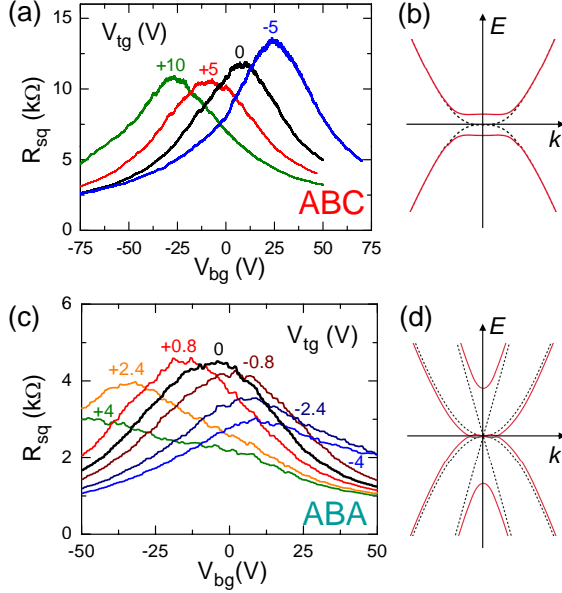 (a)
V_tg (V)
+10
+5
0
-5
15
10
5
0
R_sq (kΩ)
ABC
-75 -50 -25 0 25 50 75
V_bg (V)
(b)
E
k
(c)
V_tg (V)
+0.8
0
-0.8
+2.4
-2.4
+4
-4
6
4
2
0
R_sq (kΩ)
ABA
-50 -25 0 25 50
V_bg(V)
(d)
E
k